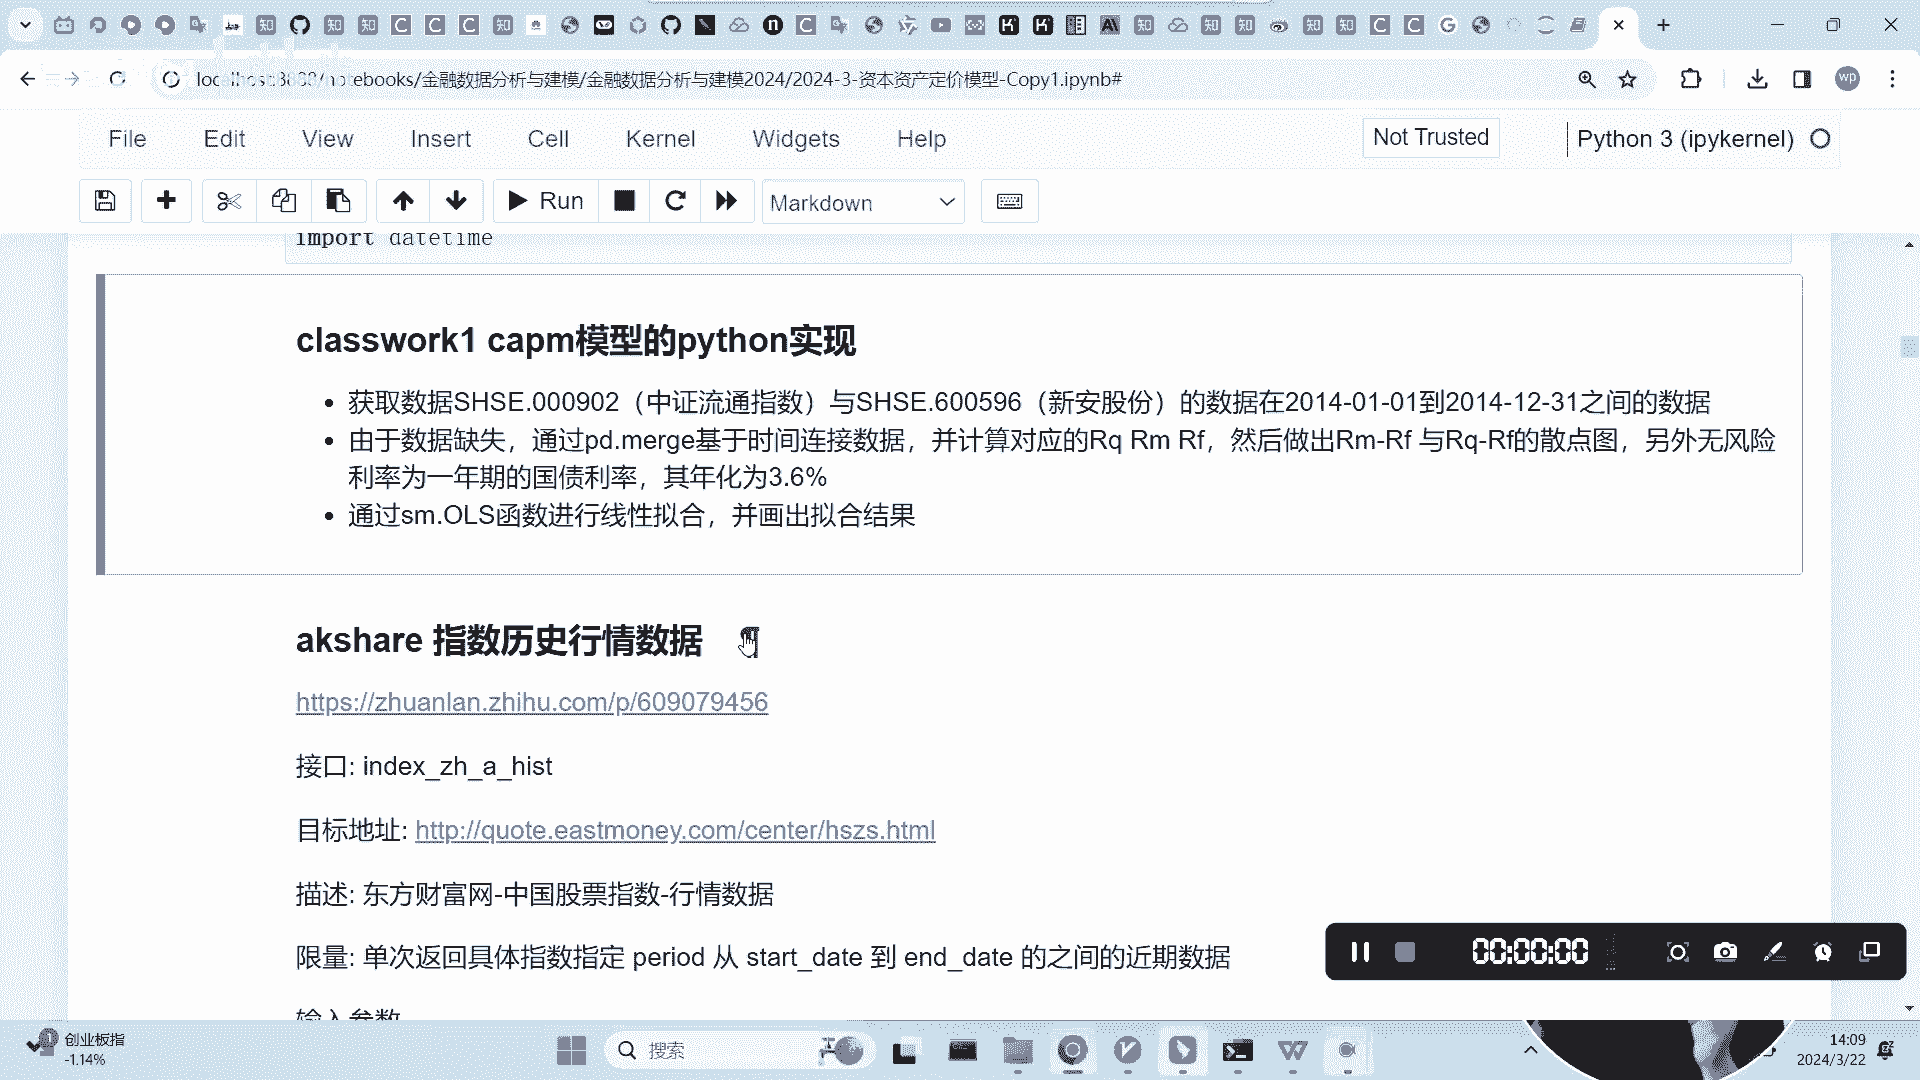 localhost:8888/notebooks/金融数据分析与建模/金融数据分析与建模2024/2024-3-资本资产定价模型-Copy1.ipynb#
wp
File Edit View Insert Cell Kernel Widgets Help
Not Trusted
Python 3 (ipykernel)
Run
Markdown
import datetime
classwork1 capm模型的python实现
获取数据SHSE.000902（中证流通指数）与SHSE.600596（新安股份）的数据在2014-01-01到2014-12-31之间的数据
由于数据缺失，通过pd.merge基于时间连接数据，并计算对应的Rq Rm Rf，然后做出Rm-Rf 与Rq-Rf的散点图，另外无风险
利率为一年期的国债利率，其年化为3.6%
通过sm.OLS函数进行线性拟合，并画出拟合结果
akshare 指数历史行情数据
https://zhuanlan.zhihu.com/p/609079456
接口: index_zh_a_hist
目标地址: http://quote.eastmoney.com/center/hszs.html
描述: 东方财富网-中国股票指数-行情数据
限量: 单次返回具体指数指定 period 从 start_date 到 end_date 的之间的近期数据
00:00:00
输入参数
创业板指
-1.14%
搜索
14:09
2024/3/22